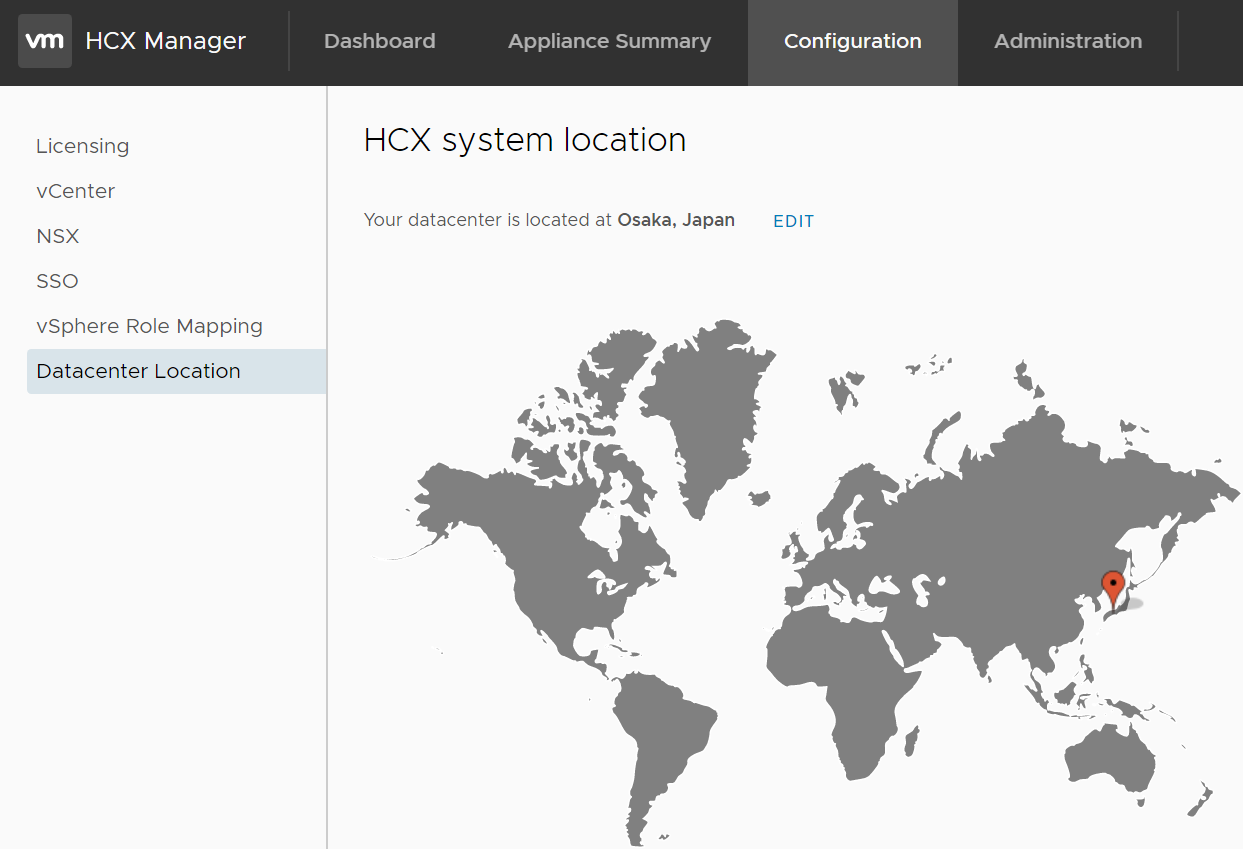 vm HCX Manager Dashboard Appliance Summary Configuration Administration
Licensing
vCenter
NSX
SSO
vSphere Role Mapping
Datacenter Location
HCX system location
Your datacenter is located at Osaka, Japan EDIT